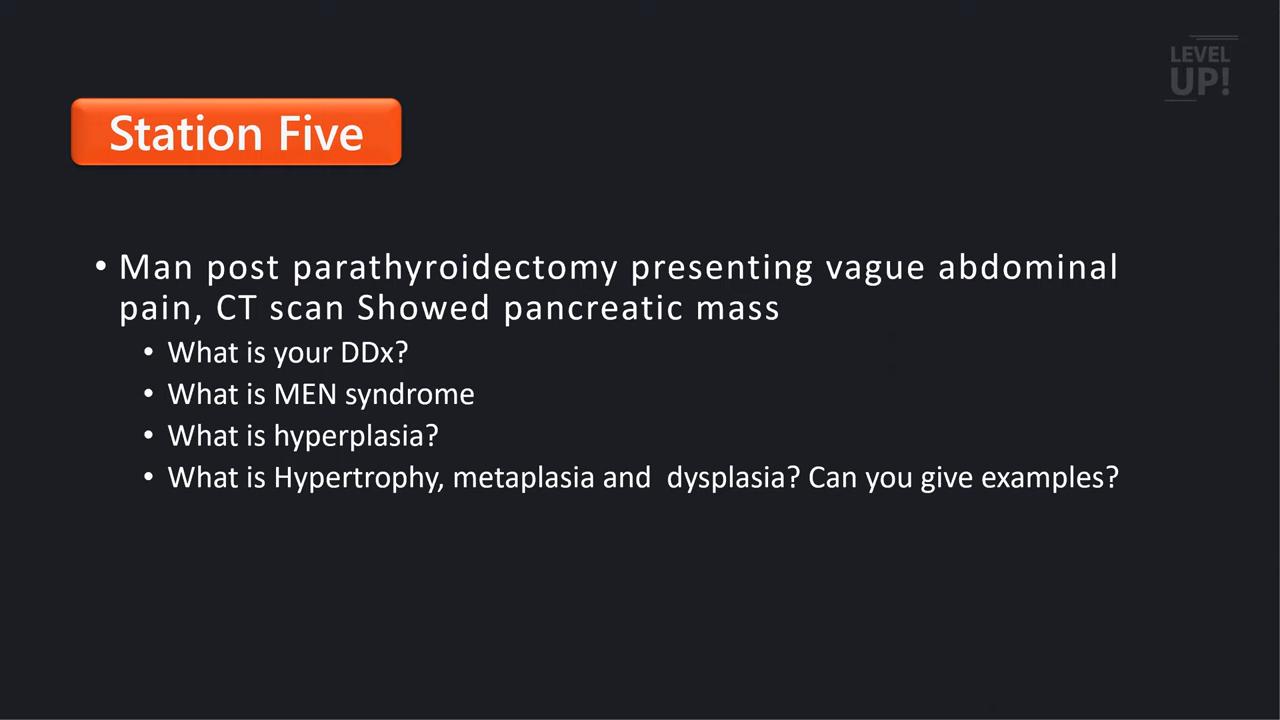 LEVEL
UP!
Station Five
• Man post parathyroidectomy presenting vague abdominal
pain, CT scan Showed pancreatic mass
• What is your DDx?
• What is MEN syndrome
• What is hyperplasia?
• What is Hypertrophy, metaplasia and  dysplasia? Can you give examples?